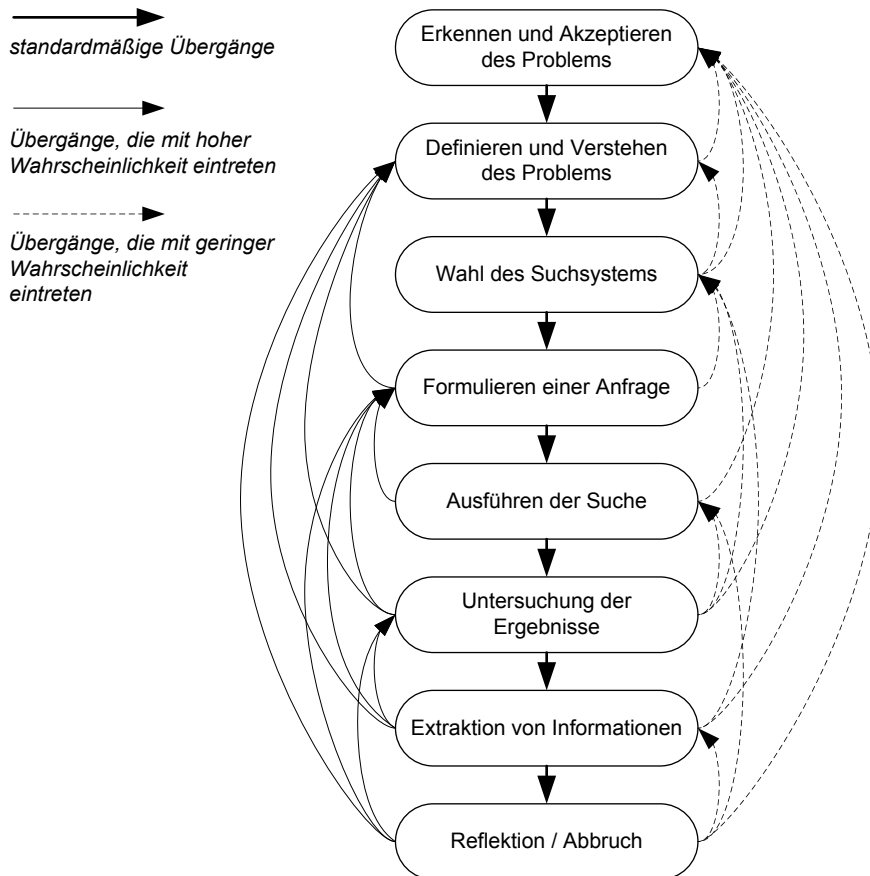 standardmäßige Übergänge
Übergänge, die mit hoher
Wahrscheinlichkeit eintreten
Übergänge, die mit geringer
Wahrscheinlichkeit
eintreten
Erkennen und Akzeptieren
des Problems
Definieren und Verstehen
des Problems
Wahl des Suchsystems
Formulieren einer Anfrage
Ausführen der Suche
Untersuchung der
Ergebnisse
Extraktion von Informationen
Reflektion / Abbruch